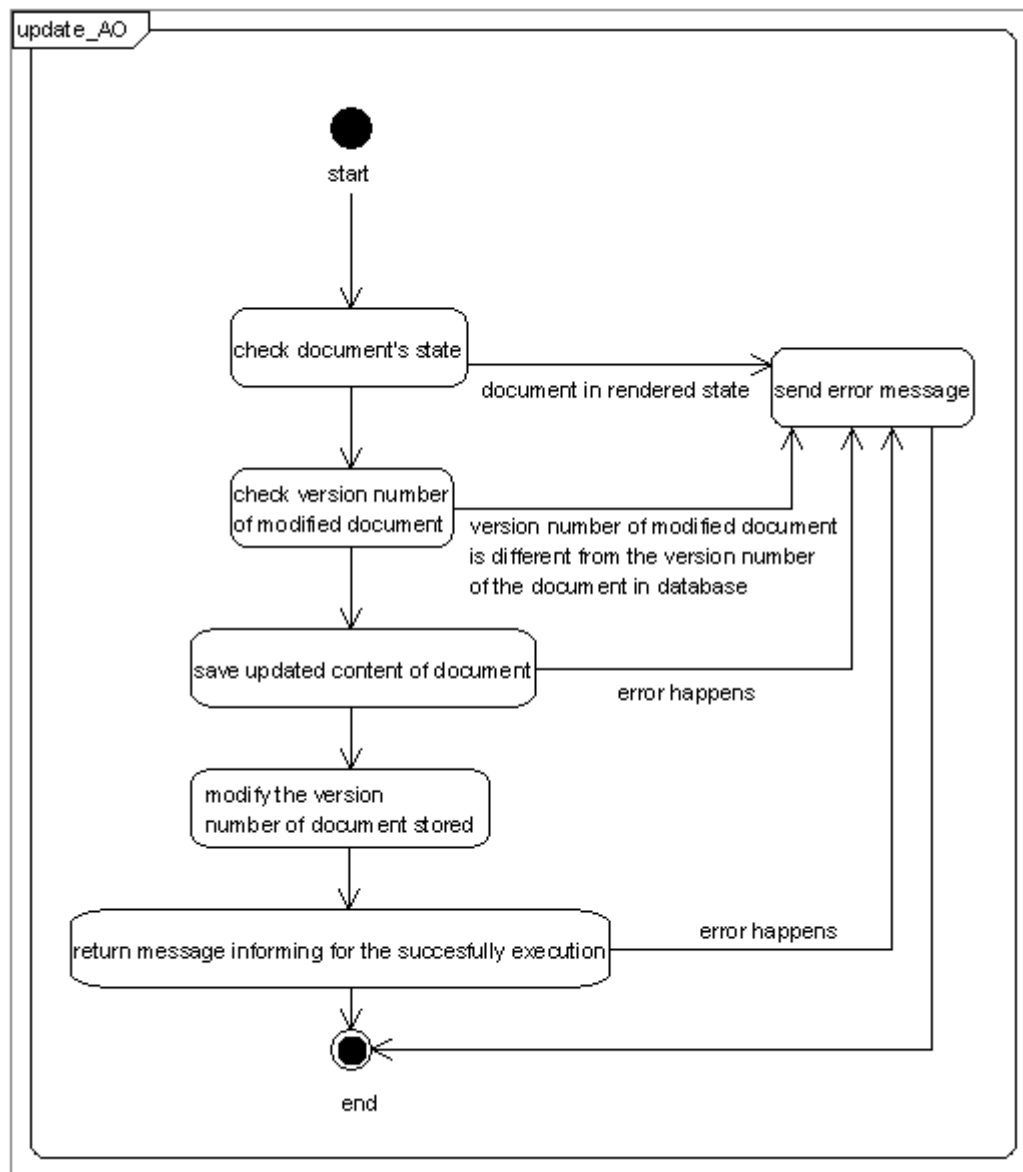 update_AO
start
check document's state
document in rendered state
send error message
check version number
of modified document
version number of modified document
is different from the version number
of the document in database
save updated content of document
error happens
modify the version
number of document stored
return message informing for the succesfully execution
error happens
end